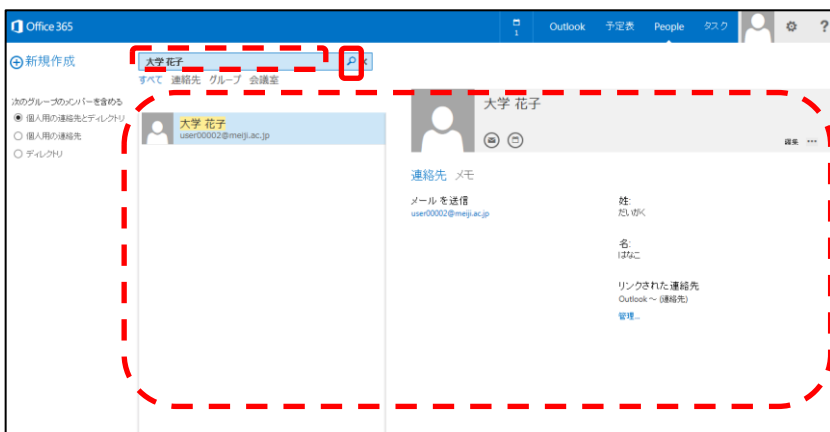 Office 365
1
Outlook 予定表 People タスク
?
新規作成
大学 花子
すべて 連絡先 グループ 会議室
次のグループのメンバーを含める
個人用の連絡先とディレクトリ
個人用の連絡先
ディレクトリ
大学 花子
user00002@meiji.ac.jp
大学 花子
編集 ...
連絡先 メモ
メール を送信
user00002@meiji.ac.jp
姓:
だいがく
名:
はなこ
リンクされた連絡先
Outlook ~ (連絡先)
管理...